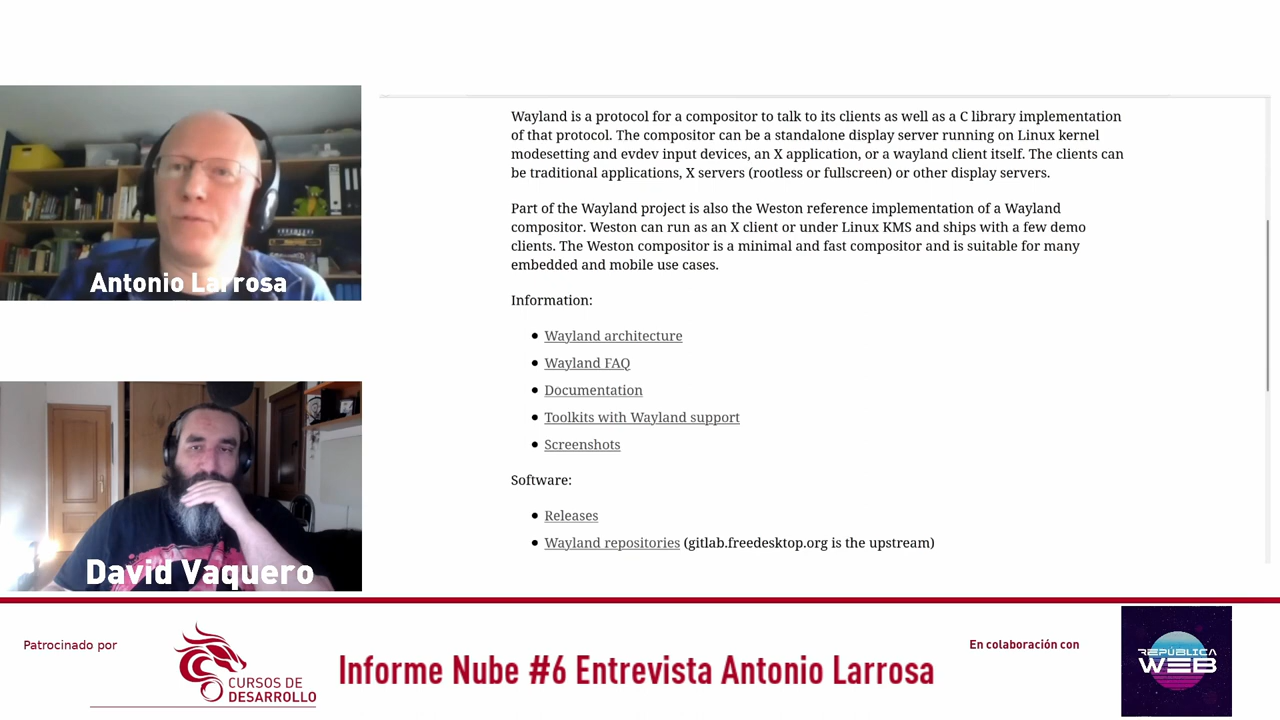 Antonio Larrosa
David Vaquero
Wayland is a protocol for a compositor to talk to its clients as well as a C library implementation
of that protocol. The compositor can be a standalone display server running on Linux kernel
modesetting and evdev input devices, an X application, or a wayland client itself. The clients can
be traditional applications, X servers (rootless or fullscreen) or other display servers.
Part of the Wayland project is also the Weston reference implementation of a Wayland
compositor. Weston can run as an X client or under Linux KMS and ships with a few demo
clients. The Weston compositor is a minimal and fast compositor and is suitable for many
embedded and mobile use cases.
Information:
Wayland architecture
Wayland FAQ
Documentation
Toolkits with Wayland support
Screenshots
Software:
Releases
Wayland repositories (gitlab.freedesktop.org is the upstream)
Patrocinado por
CURSOS DE
DESARROLLO
Informe Nube #6 Entrevista Antonio Larrosa
En colaboración con
REPÚBLICA
WEB